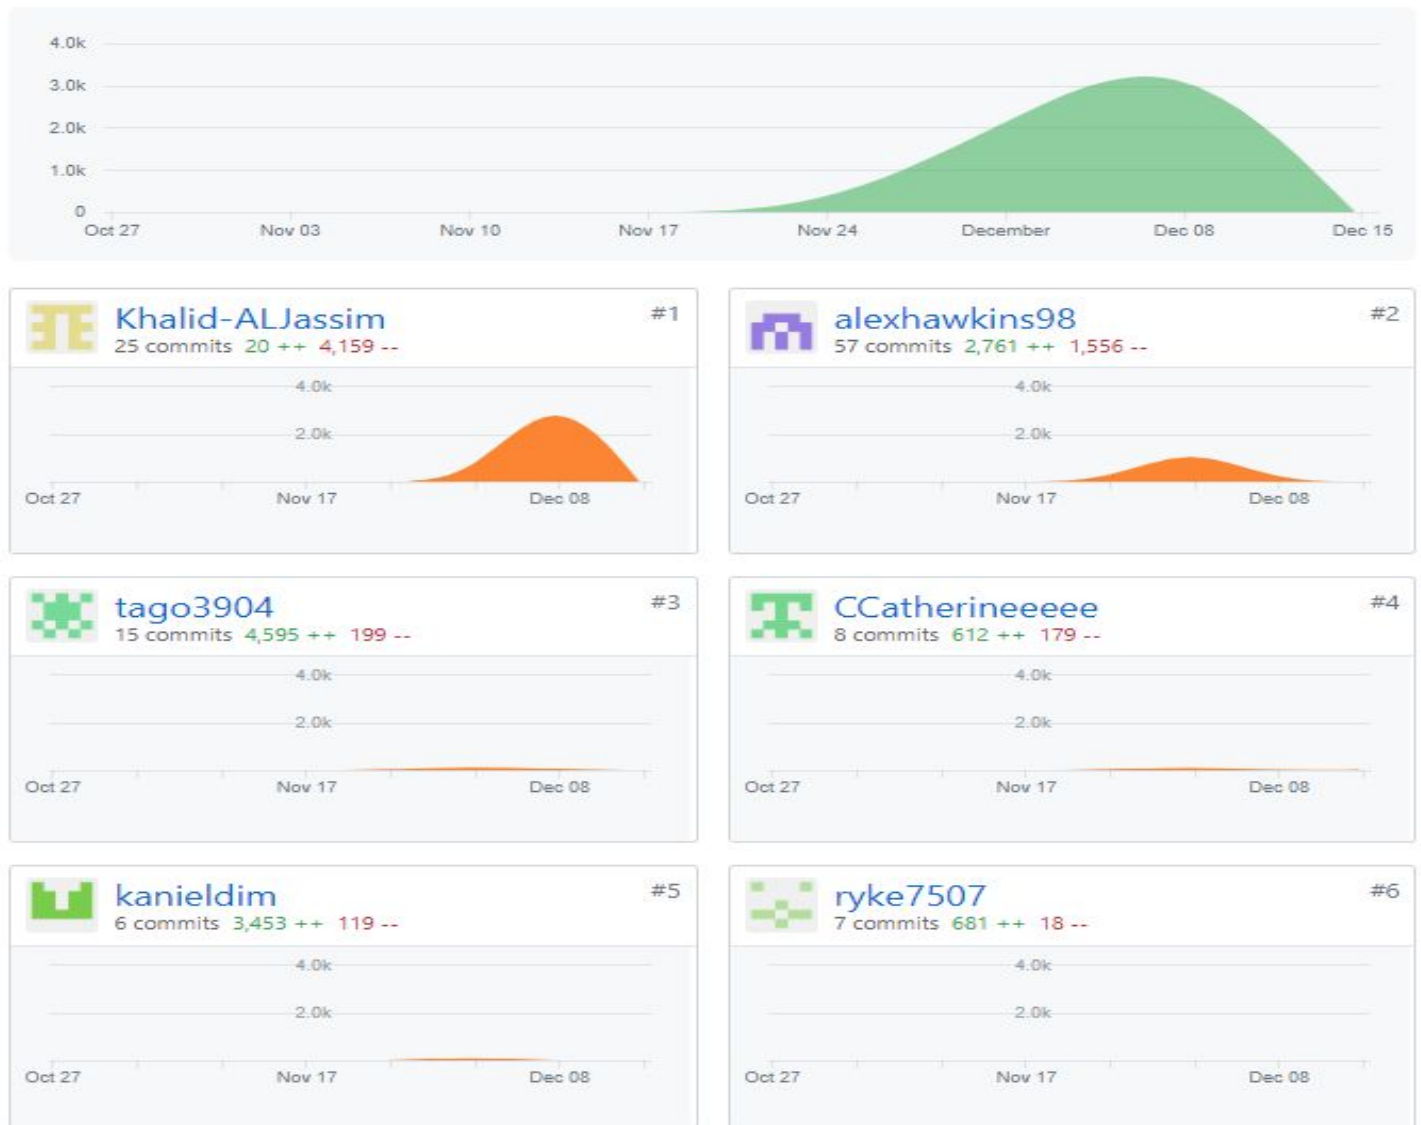 4.0k
3.0k
2.0k
1.0k
0
Oct 27 Nov 03 Nov 10 Nov 17 Nov 24 December Dec 08 Dec 15
Khalid-ALJassim #1
25 commits 20 ++ 4,159 --
4.0k
2.0k
Oct 27 Nov 17 Dec 08
alexhawkins98 #2
57 commits 2,761 ++ 1,556 --
4.0k
2.0k
Oct 27 Nov 17 Dec 08
tago3904 #3
15 commits 4,595 ++ 199 --
4.0k
2.0k
Oct 27 Nov 17 Dec 08
CCatherineeeee #4
8 commits 612 ++ 179 --
4.0k
2.0k
Oct 27 Nov 17 Dec 08
kanieldim #5
6 commits 3,453 ++ 119 --
4.0k
2.0k
Oct 27 Nov 17 Dec 08
ryke7507 #6
7 commits 681 ++ 18 --
4.0k
2.0k
Oct 27 Nov 17 Dec 08